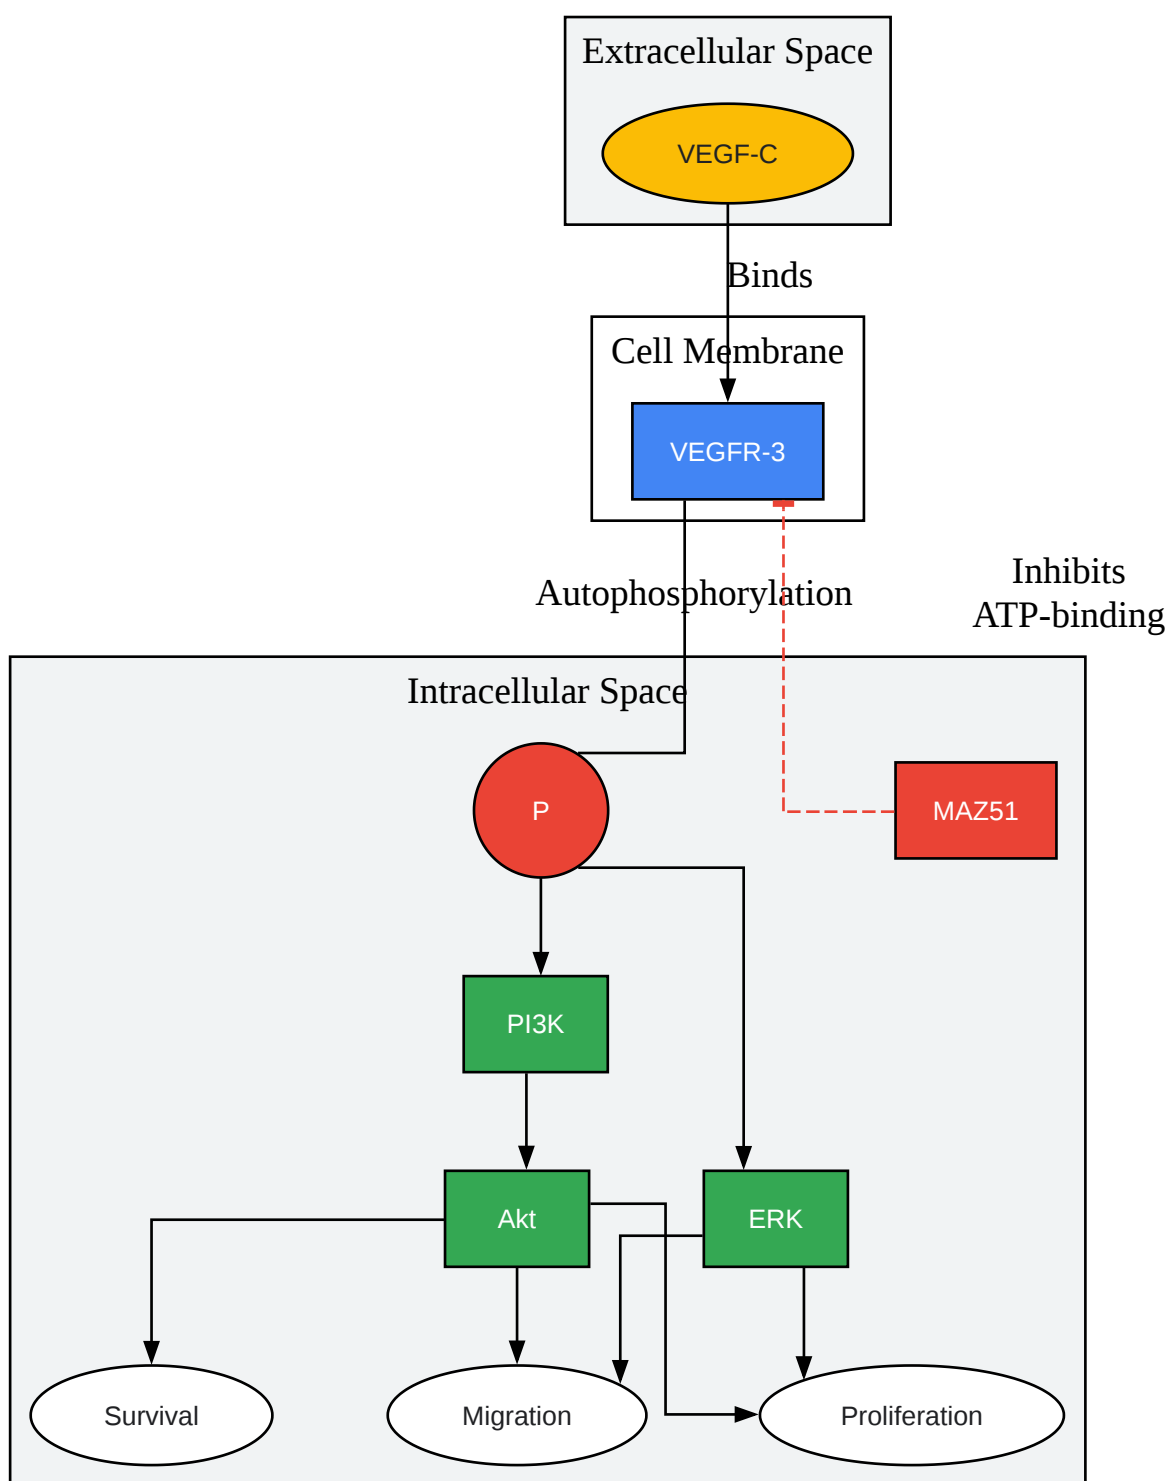 Extracellular Space
VEGF-C
Binds
Cell Membrane
VEGFR-3
Autophosphorylation
Inhibits
ATP-binding
Intracellular Space
P
MAZ51
PI3K
Akt
ERK
Survival
Migration
Proliferation